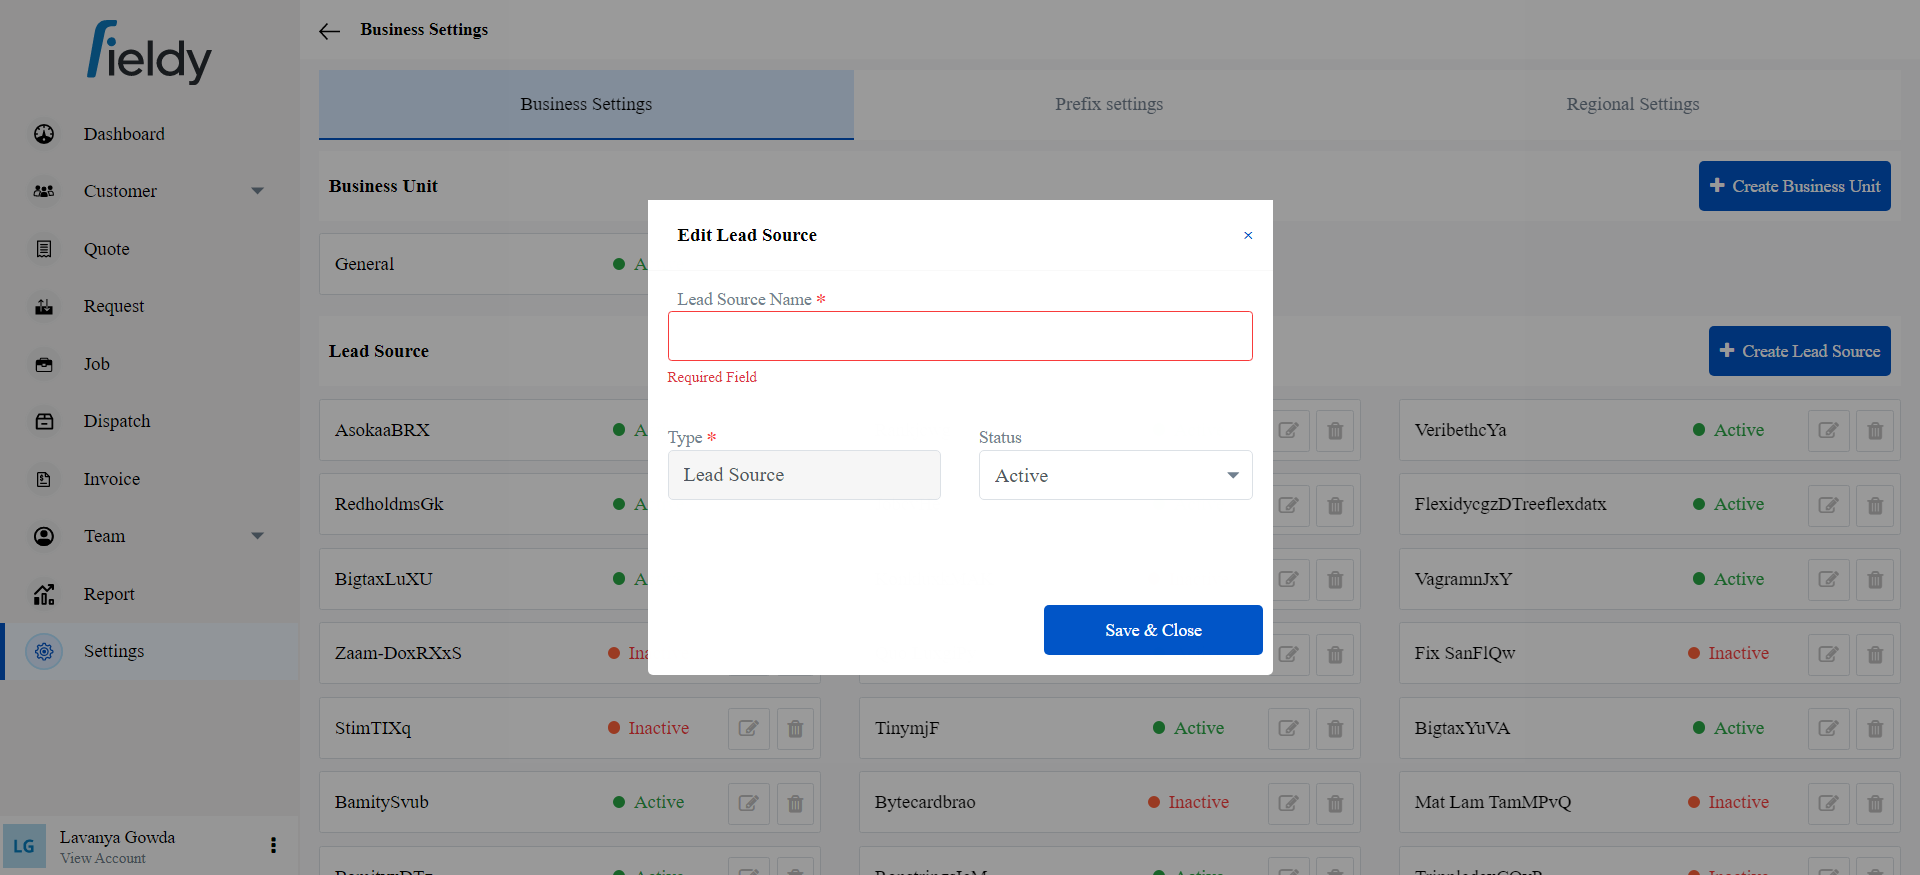 fieldy
Dashboard
Customer
Quote
Request
Job
Dispatch
Invoice
Team
Report
Settings
LG
Lavanya Gowda
View Account
Business Settings
Business Settings
Prefix settings
Regional Settings
Business Unit
+ Create Business Unit
General
A
Lead Source
+ Create Lead Source
AsokaaBRX
A
VeribethcYa
Active
RedholdmsGk
A
FlexidycgzDTreeflexdatx
Active
BigtaxLuXU
A
VagramnJxY
Active
Zaam-DoxRXxS
Ina
Fix SanFlQw
Inactive
StimTIXq
Inactive
TinymjF
Active
BigtaxYuVA
Active
BamitySvub
Active
Bytecardbrao
Inactive
Mat Lam TamMPvQ
Inactive
Active
Active
Inactive
Edit Lead Source
×
Lead Source Name *
Required Field
Type *
Lead Source
Status
Active
Save & Close